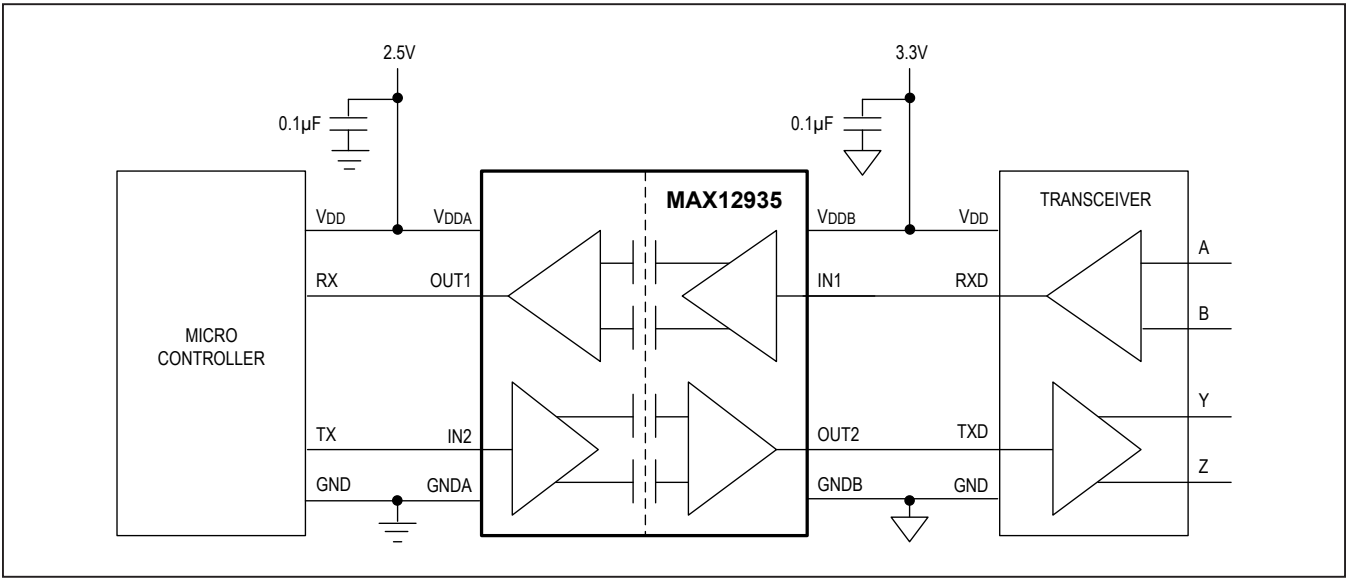 2.5V
3.3V
0.1µF
0.1µF
MAX12935
TRANSCEIVER
VDD
VDDA
VDDB
VDD
A
RX
OUT1
IN1
RXD
B
MICRO
CONTROLLER
Y
TX
IN2
OUT2
TXD
Z
GND
GNDA
GNDB
GND